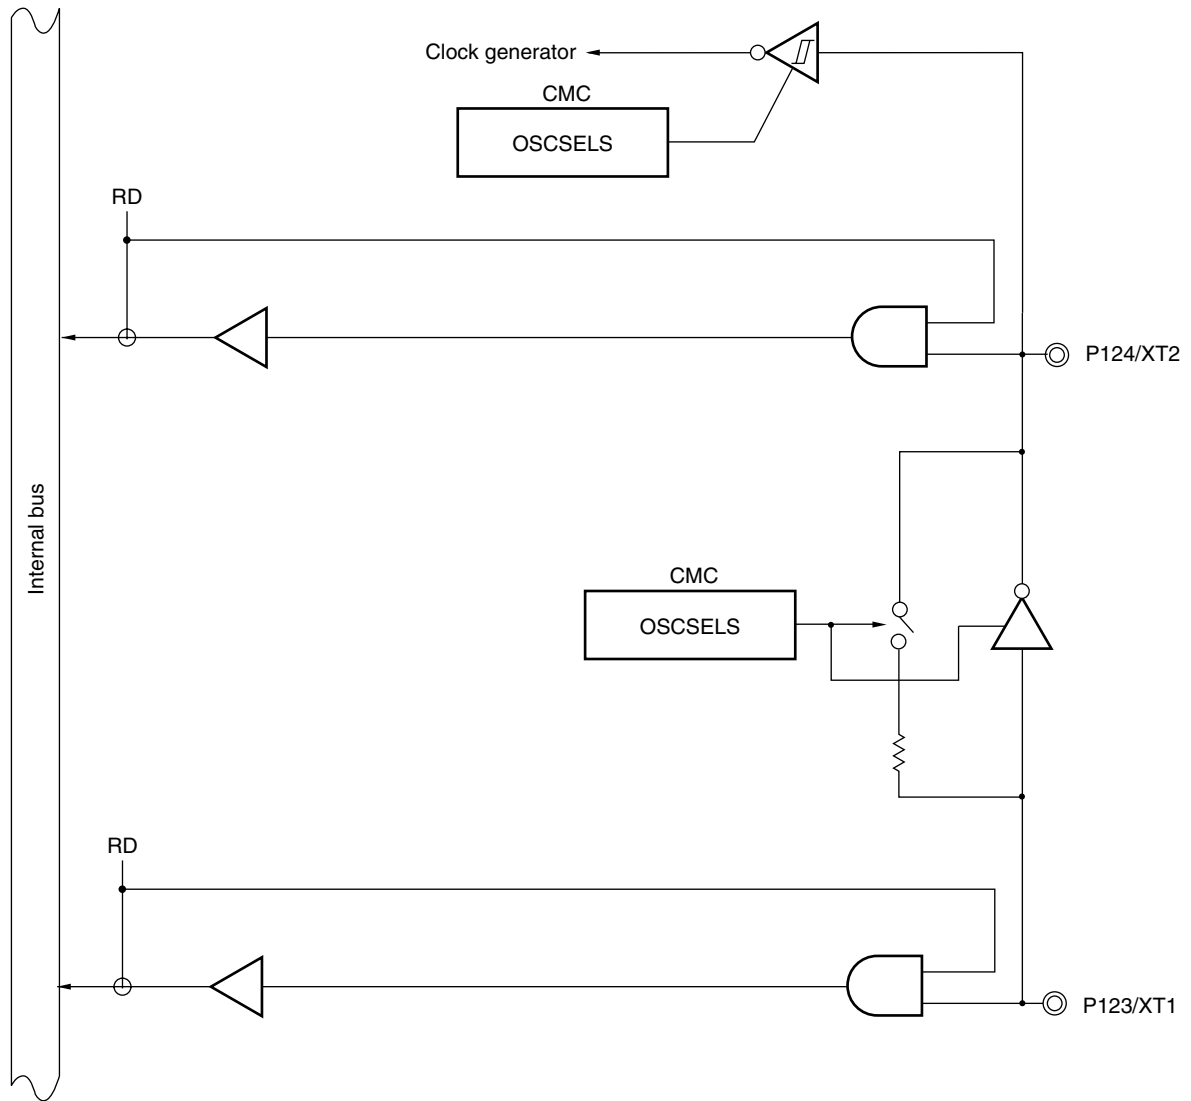 Clock generator
CMC
OSCSELS
RD
P124/XT2
Internal bus
CMC
OSCSELS
RD
P123/XT1